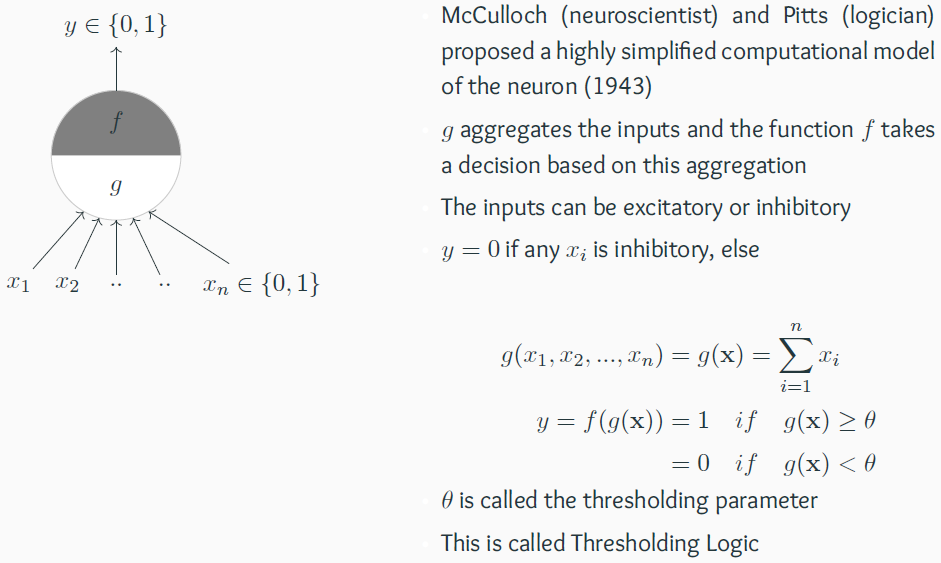 y ∈ {0, 1}
f
g
x₁ x₂ .. .. xₙ ∈ {0, 1}
McCulloch (neuroscientist) and Pitts (logician)
proposed a highly simplified computational model
of the neuron (1943)
g aggregates the inputs and the function f takes
a decision based on this aggregation
The inputs can be excitatory or inhibitory
y = 0 if any xᵢ is inhibitory, else
g(x₁, x₂, ..., xₙ) = g(𝐱) = ∑ᵢ₌₁ⁿ xᵢ
y = f(g(𝐱)) = 1 if g(𝐱) ≥ θ
= 0 if g(𝐱) < θ
θ is called the thresholding parameter
This is called Thresholding Logic